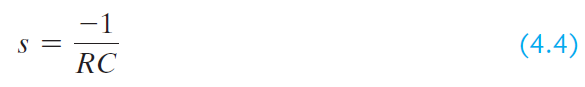 s = -1/RC (4.4)